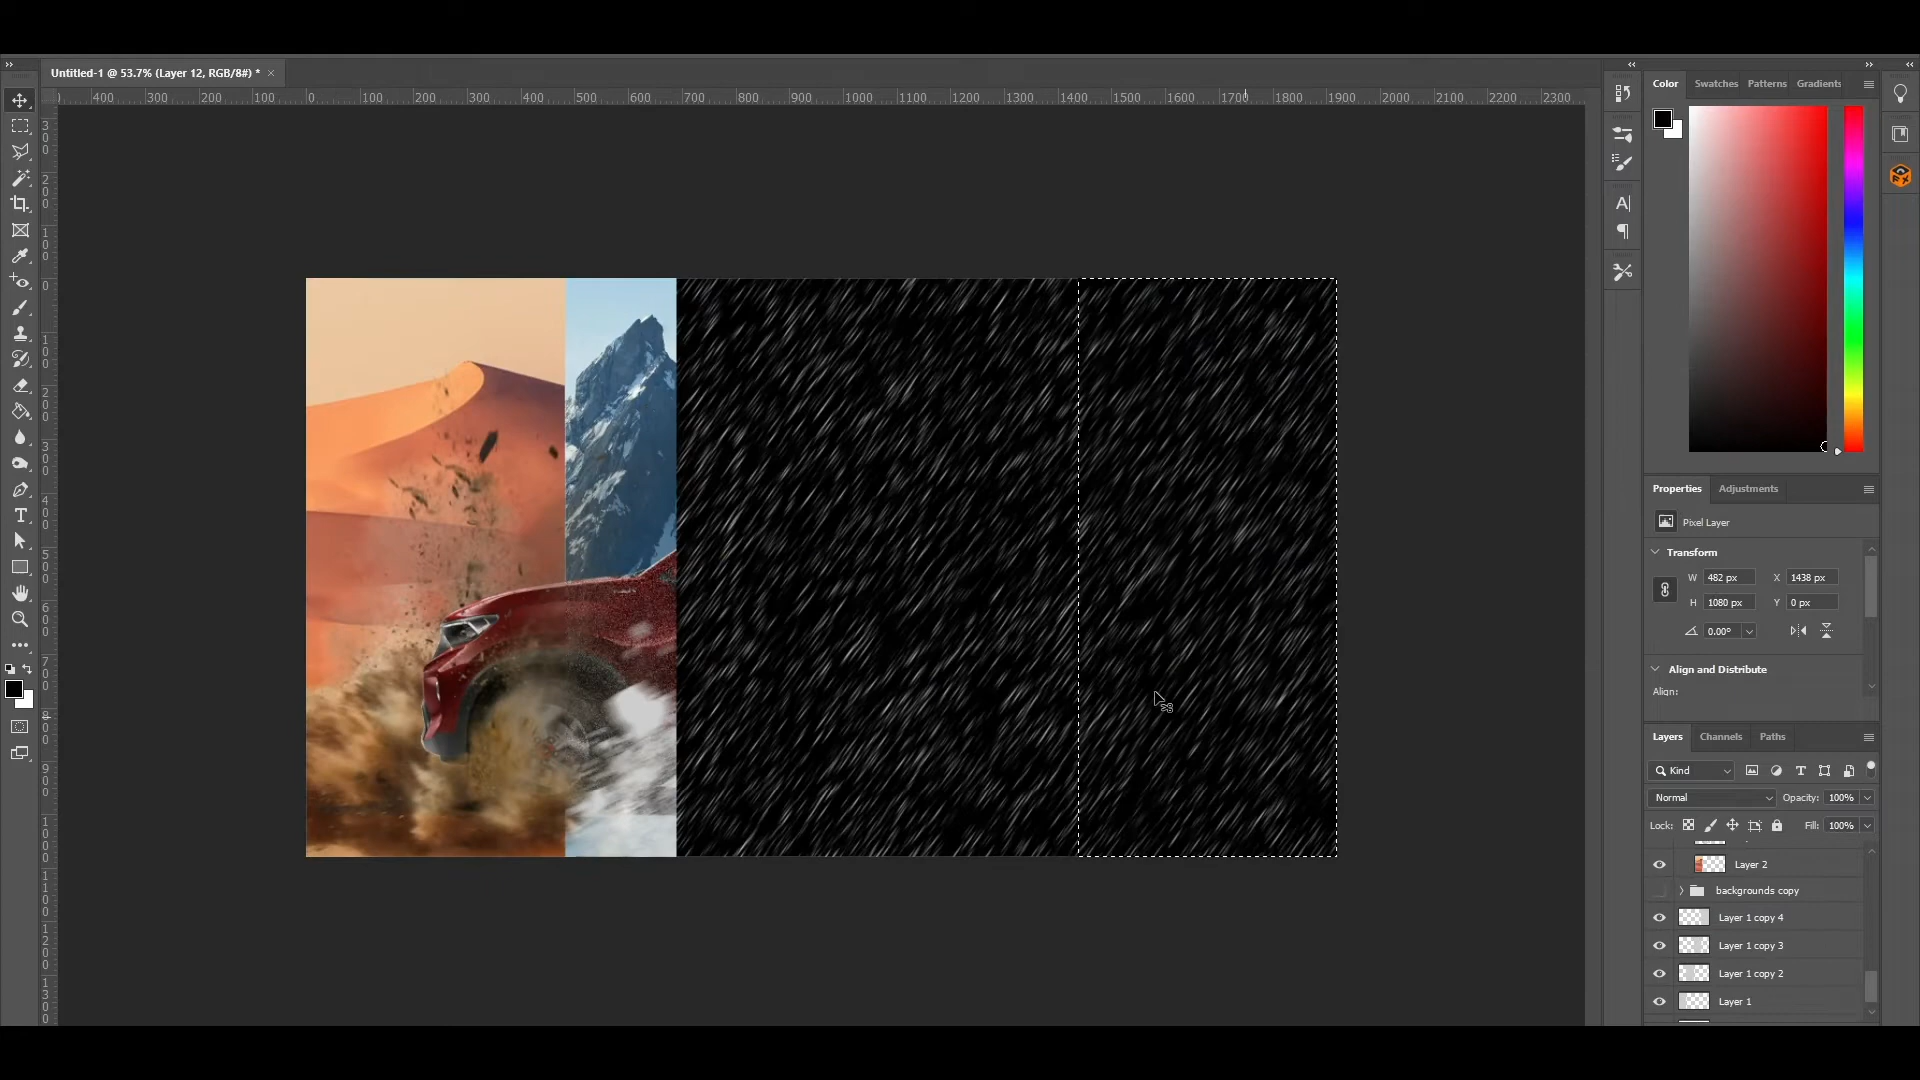 Untitled-1 @ 53.7% (Layer 12, RGB/8#) * ×
400 300 200 100 0 100 200 300 400 500 600 700 800 900 1000 1100 1200 1300 1400 1500 1600 1700 1800 1900 2000 2100 2200 2300
Color Swatches Patterns Gradients
Properties Adjustments
Pixel Layer
Transform
W 482 px X 1438 px
H 1080 px Y 0 px
0.00°
Align and Distribute
Align:
Layers Channels Paths
Kind
Normal Opacity: 100%
Lock: Fill: 100%
Layer 2
backgrounds copy
Layer 1 copy 4
Layer 1 copy 3
Layer 1 copy 2
Layer 1